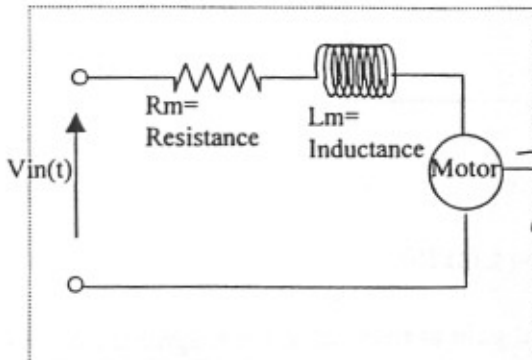 Rm=
Resistance
Lm=
Inductance
Vin(t)
Motor